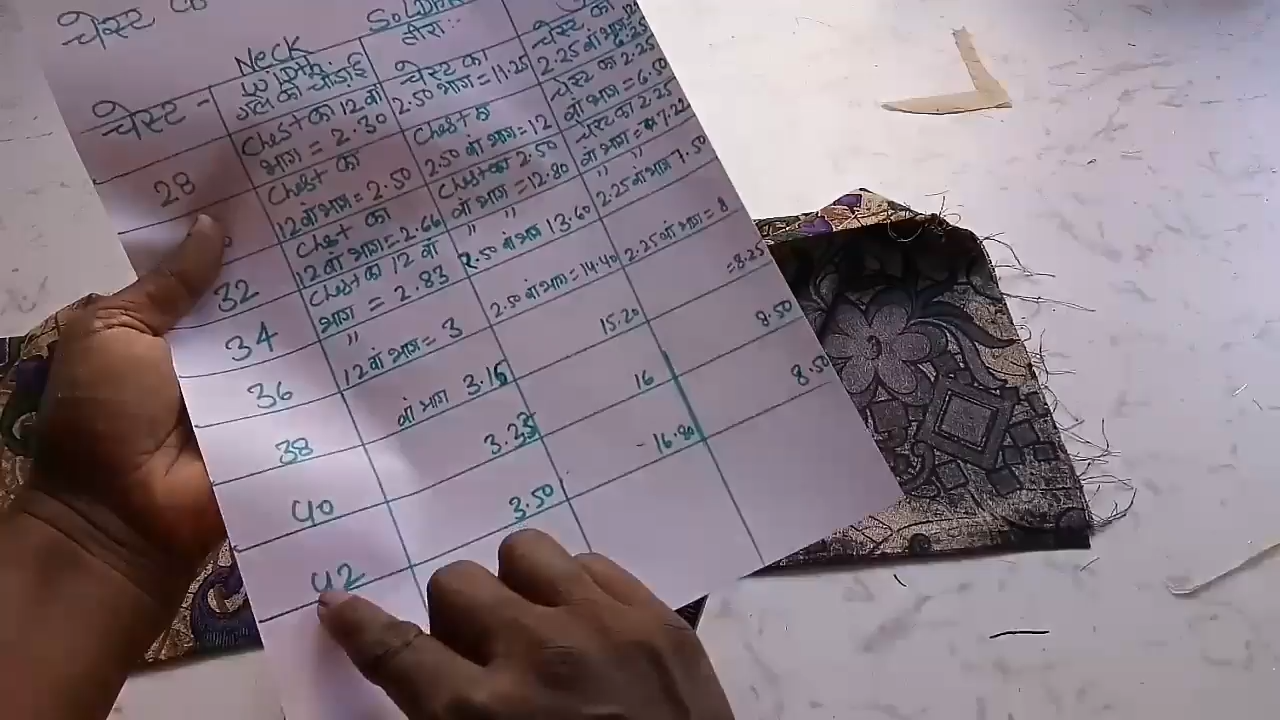 चेस्ट
NECK
WIDTH
गले की चौड़ाई
तीरा
चेस्ट का
2.25 वां भाग
चेस्ट -
Chest का 12 वां
भाग = 2.30
चेस्ट का
2.50 भाग = 11.25
चेस्ट का 2.25
वां भाग = 6.50
28
Chest का
12 वां भाग = 2.50
Chest का
2.50 वां भाग = 12
चेस्ट का 2.25
वां भाग = 7.22
Chest का
12 वां भाग = 2.66
Chest का 2.50
वां भाग = 12.80
"
2.25 वां भाग 7.50
32
Chest का 12 वां
भाग = 2.83
"
2.50 वां भाग 13.60
2.25 वां भाग = 8
34
"
12 वां भाग = 3
2.50 वां भाग = 14.40
= 8.25
36
वां भाग 3.15
15.20
8.50
38
3.33
16
8.50
40
3.50
16.80
42